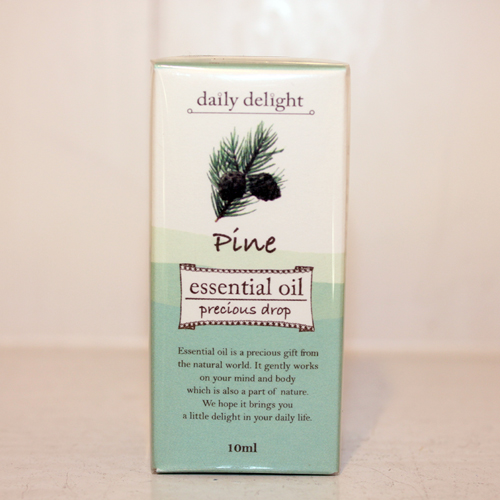 daily delight
Pine
essential oil
precious drop
Essential oil is a precious gift from
the natural world. It gently works
on your mind and body
which is also a part of nature.
We hope it brings you
a little delight in your daily life.
10ml